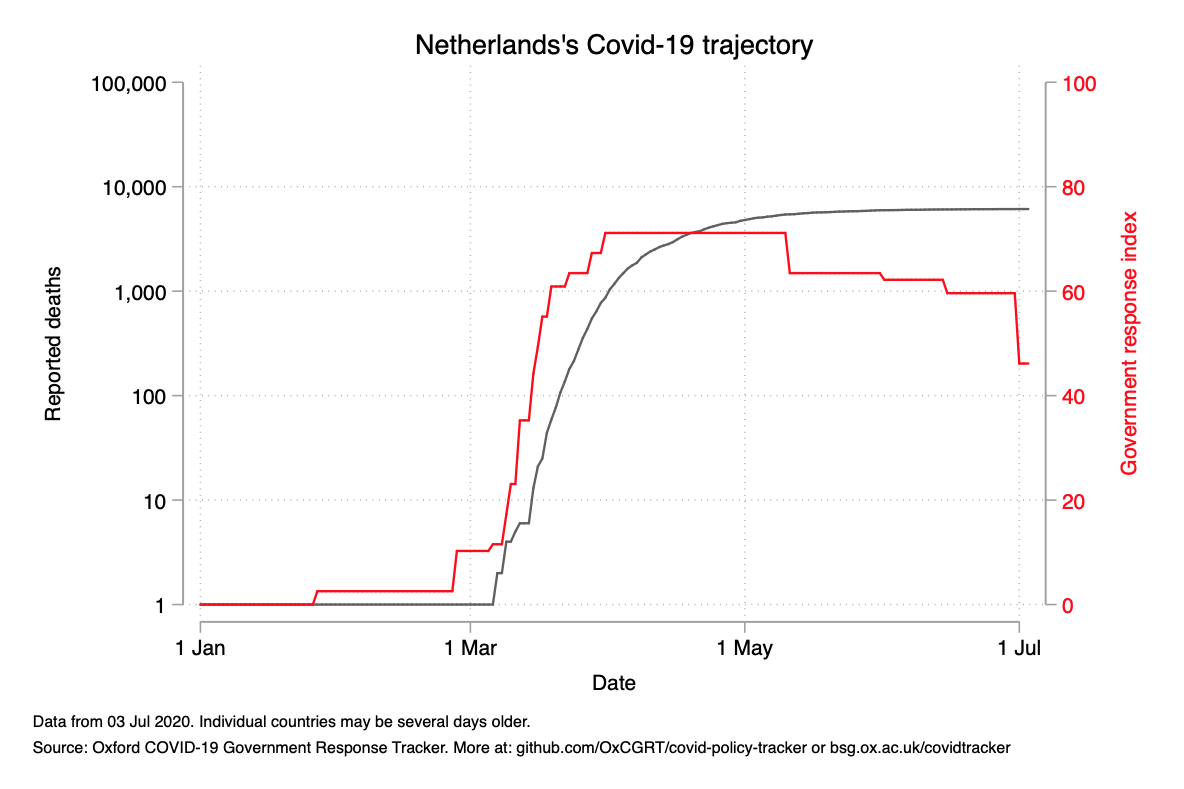 Netherlands's Covid-19 trajectory
100,000
10,000
1,000
100
10
1
Reported deaths
100
80
60
40
20
0
Government response index
1 Jan
1 Mar
1 May
1 Jul
Date
Data from 03 Jul 2020. Individual countries may be several days older.
Source: Oxford COVID-19 Government Response Tracker. More at: github.com/OxCGRT/covid-policy-tracker or bsg.ox.ac.uk/covidtracker